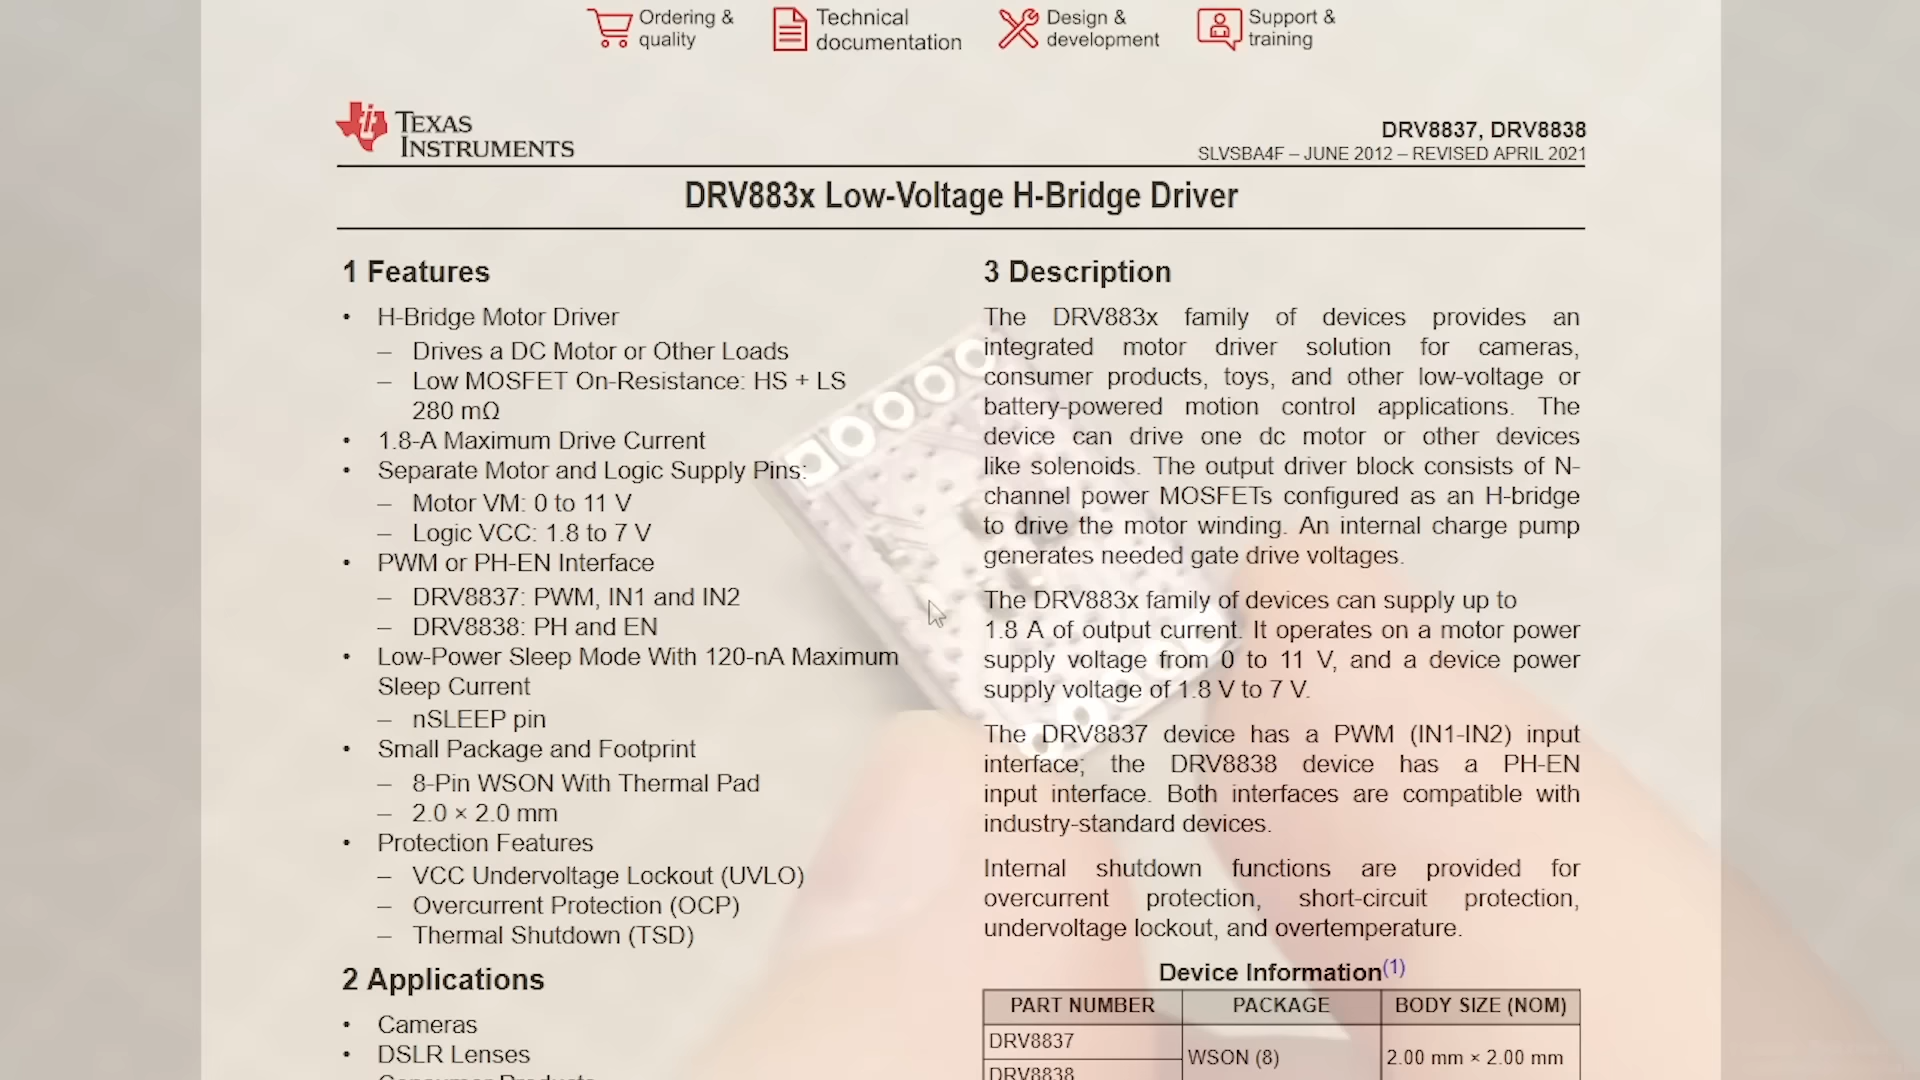 Ordering &
quality
Technical
documentation
Design &
development
Support &
training
TEXAS
INSTRUMENTS
DRV8837, DRV8838
SLVSBA4F – JUNE 2012 – REVISED APRIL 2021
DRV883x Low-Voltage H-Bridge Driver
1 Features
• H-Bridge Motor Driver
– Drives a DC Motor or Other Loads
– Low MOSFET On-Resistance: HS + LS
280 mΩ
• 1.8-A Maximum Drive Current
• Separate Motor and Logic Supply Pins:
– Motor VM: 0 to 11 V
– Logic VCC: 1.8 to 7 V
• PWM or PH-EN Interface
– DRV8837: PWM, IN1 and IN2
– DRV8838: PH and EN
• Low-Power Sleep Mode With 120-nA Maximum
Sleep Current
– nSLEEP pin
• Small Package and Footprint
– 8-Pin WSON With Thermal Pad
– 2.0 × 2.0 mm
• Protection Features
– VCC Undervoltage Lockout (UVLO)
– Overcurrent Protection (OCP)
– Thermal Shutdown (TSD)
2 Applications
• Cameras
• DSLR Lenses
• Consumer Products
3 Description
The DRV883x family of devices provides an
integrated motor driver solution for cameras,
consumer products, toys, and other low-voltage or
battery-powered motion control applications. The
device can drive one dc motor or other devices
like solenoids. The output driver block consists of N-
channel power MOSFETs configured as an H-bridge
to drive the motor winding. An internal charge pump
generates needed gate drive voltages.
The DRV883x family of devices can supply up to
1.8 A of output current. It operates on a motor power
supply voltage from 0 to 11 V, and a device power
supply voltage of 1.8 V to 7 V.
The DRV8837 device has a PWM (IN1-IN2) input
interface; the DRV8838 device has a PH-EN
input interface. Both interfaces are compatible with
industry-standard devices.
Internal shutdown functions are provided for
overcurrent protection, short-circuit protection,
undervoltage lockout, and overtemperature.
Device Information(1)
PART NUMBER PACKAGE BODY SIZE (NOM)
DRV8837
WSON (8) 2.00 mm × 2.00 mm
DRV8838